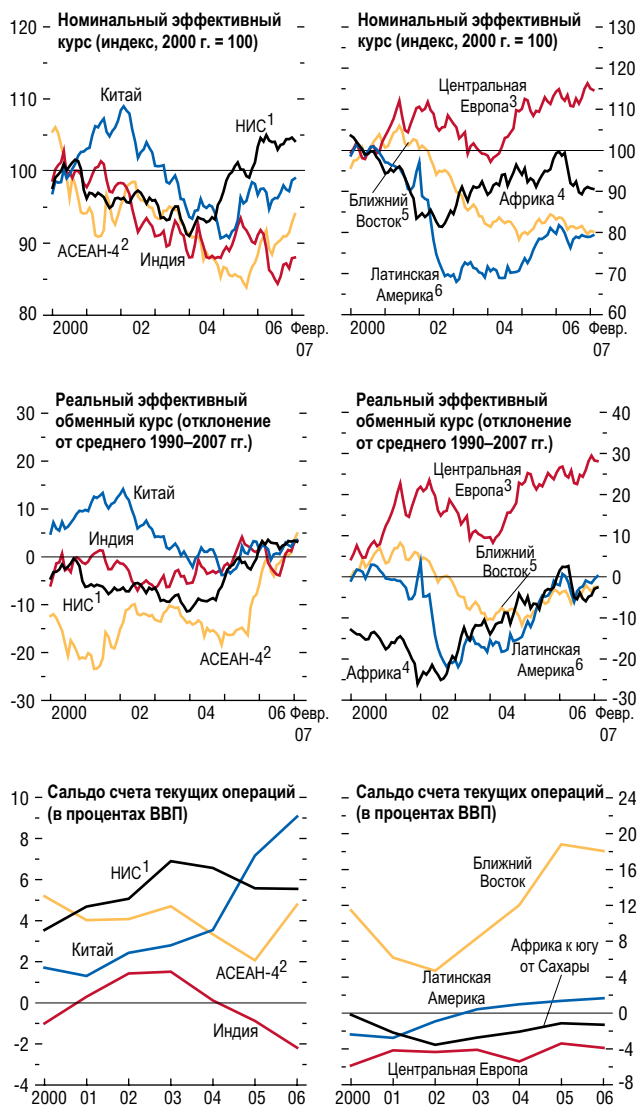 Номинальный эффективный
курс (индекс, 2000 г. = 100)
120
110
100
90
80
Китай
НИС1
АСЕАН-42
Индия
2000 02 04 06 Февр.
07
Номинальный эффективный
курс (индекс, 2000 г. = 100)
130
120
110
100
90
80
70
60
Центральная
Европа3
Ближний
Восток5
Африка4
Латинская
Америка6
2000 02 04 06 Февр.
07
Реальный эффективный
обменный курс (отклонение
от среднего 1990–2007 гг.)
30
20
10
0
-10
-20
-30
Китай
Индия
НИС1
АСЕАН-42
2000 02 04 06 Февр.
07
Реальный эффективный
обменный курс (отклонение
от среднего 1990–2007 гг.)
40
30
20
10
0
-10
-20
-30
Центральная
Европа3
Ближний
Восток5
Африка4
Латинская
Америка6
2000 02 04 06 Февр.
07
Сальдо счета текущих операций
(в процентах ВВП)
10
8
6
4
2
0
-2
-4
НИС1
Китай
АСЕАН-42
Индия
2000 01 02 03 04 05 06
Сальдо счета текущих операций
(в процентах ВВП)
24
20
16
12
8
4
0
-4
-8
Ближний
Восток
Африка к югу
от Сахары
Латинская
Америка
Центральная Европа
2000 01 02 03 04 05 06